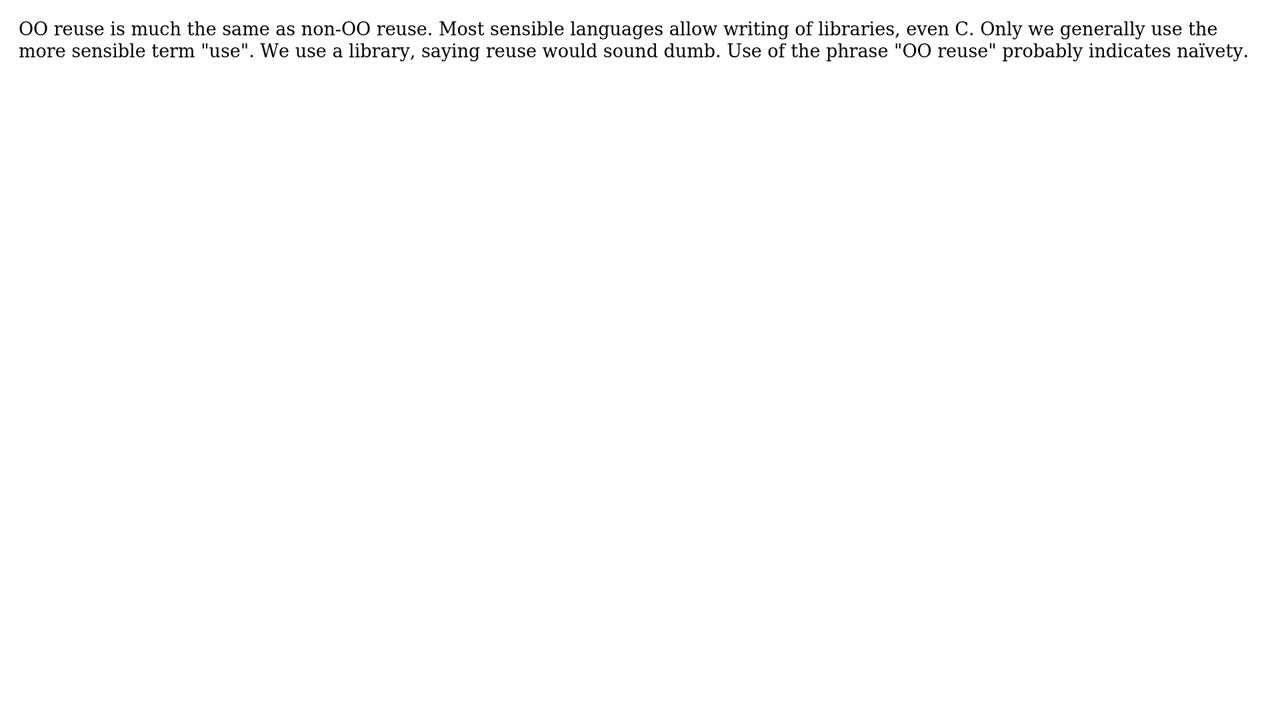 OO reuse is much the same as non-OO reuse. Most sensible languages allow writing of libraries, even C. Only we generally use the
more sensible term "use". We use a library, saying reuse would sound dumb. Use of the phrase "OO reuse" probably indicates naïvety.